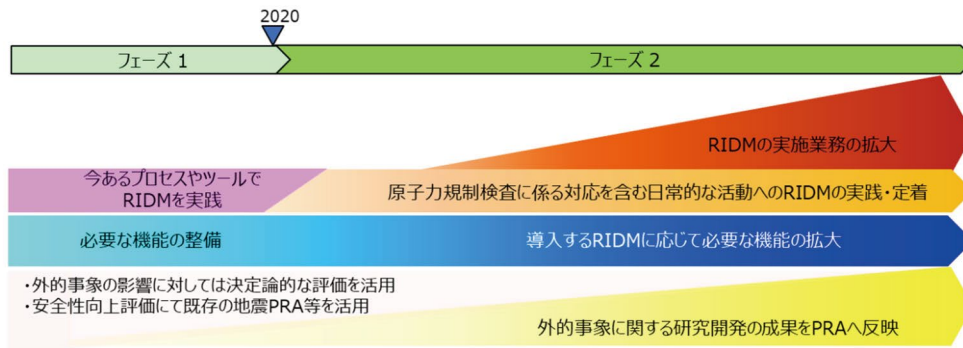 2020
フェーズ 1
フェーズ 2
RIDMの実施業務の拡大
今あるプロセスやツールで
RIDMを実践
原子力規制検査に係る対応を含む日常的な活動へのRIDMの実践・定着
必要な機能の整備
導入するRIDMに応じて必要な機能の拡大
・外的事象の影響に対しては決定論的な評価を活用
・安全性向上評価にて既存の地震PRA等を活用
外的事象に関する研究開発の成果をPRAへ反映